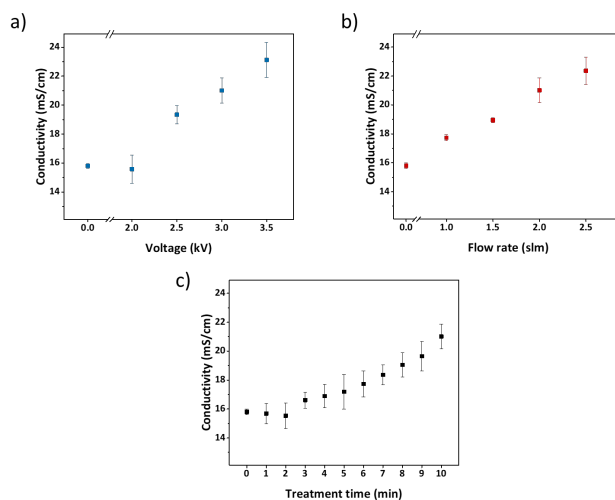 a)
Conductivity (mS/cm)
24
22
20
18
16
14
0.0 2.0 2.5 3.0 3.5
Voltage (kV)
b)
Conductivity (mS/cm)
24
22
20
18
16
14
0.0 1.0 1.5 2.0 2.5
Flow rate (slm)
c)
Conductivity (mS/cm)
24
22
20
18
16
14
0 1 2 3 4 5 6 7 8 9 10
Treatment time (min)